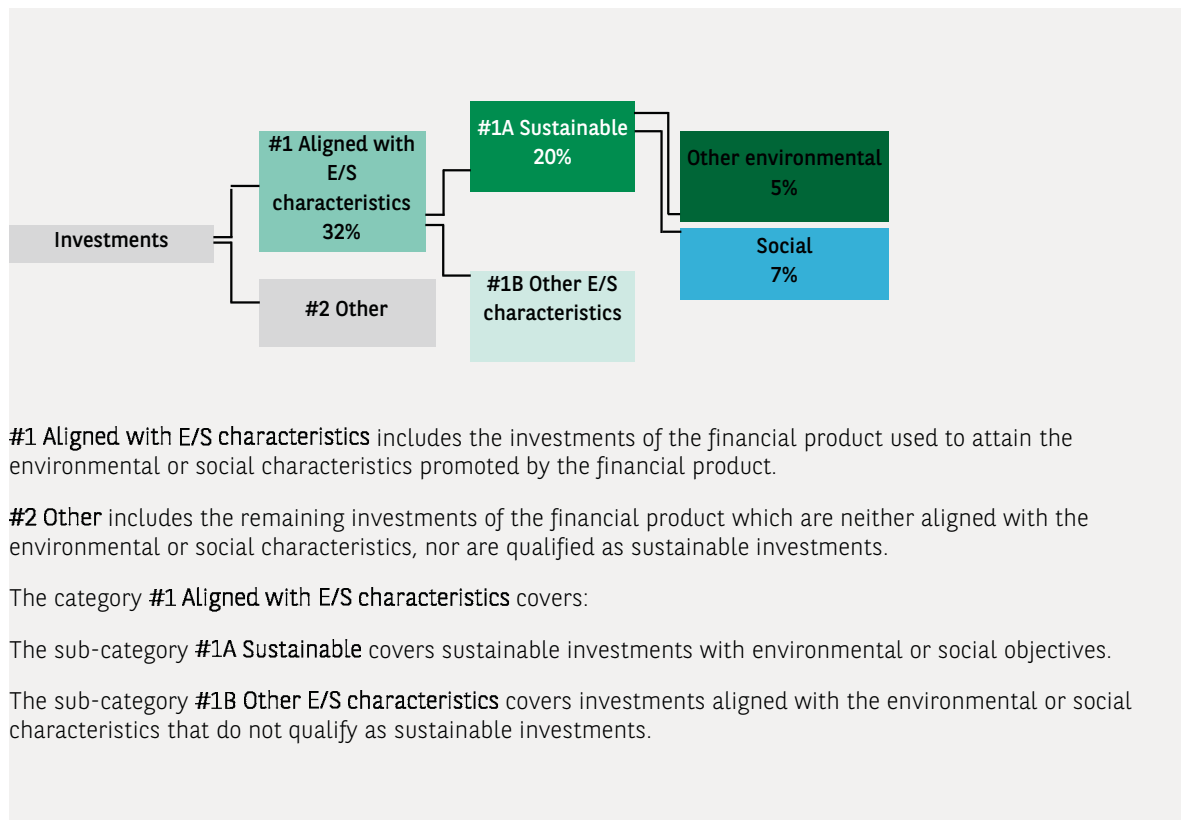 #1A Sustainable
20%
#1 Aligned with
E/S
characteristics
32%
Other environmental
5%
Investments
Social
7%
#1B Other E/S
characteristics
#2 Other
#1 Aligned with E/S characteristics includes the investments of the financial product used to attain the
environmental or social characteristics promoted by the financial product.
#2 Other includes the remaining investments of the financial product which are neither aligned with the
environmental or social characteristics, nor are qualified as sustainable investments.
The category #1 Aligned with E/S characteristics covers:
The sub-category #1A Sustainable covers sustainable investments with environmental or social objectives.
The sub-category #1B Other E/S characteristics covers investments aligned with the environmental or social
characteristics that do not qualify as sustainable investments.